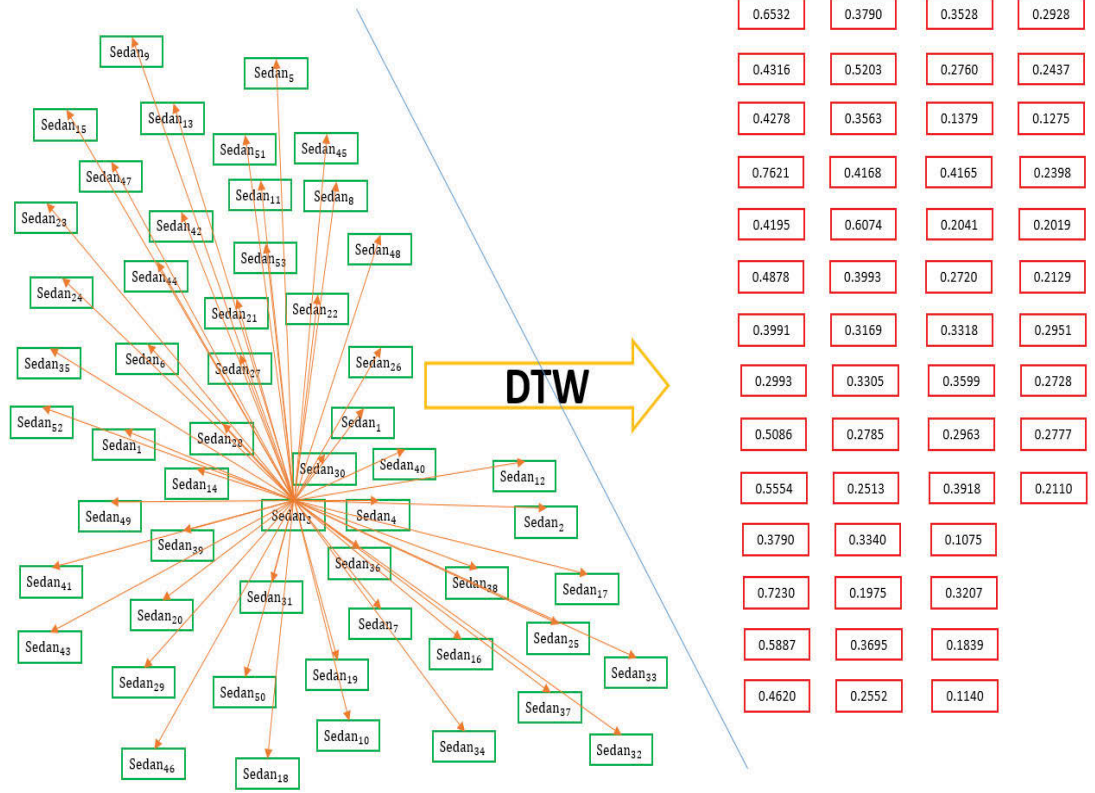 Sedan₉
Sedan₅
Sedan₁₅
Sedan₁₃
Sedan₅₁
Sedan₄₅
Sedan₄₇
Sedan₁₁
Sedan₈
Sedan₂₃
Sedan₄₂
Sedan₄₈
Sedan₅₃
Sedan₄₄
Sedan₂₄
Sedan₂₁
Sedan₂₂
Sedan₃₅
Sedan₆
Sedan₂₇
Sedan₂₆
Sedan₅₂
Sedan₁
Sedan₂₈
Sedan₁
Sedan₁₄
Sedan₃₀
Sedan₄₀
Sedan₁₂
Sedan₄₉
Sedan₃
Sedan₄
Sedan₂
Sedan₃₉
Sedan₃₆
Sedan₄₁
Sedan₃₁
Sedan₃₈
Sedan₁₇
Sedan₂₀
Sedan₇
Sedan₂₅
Sedan₄₃
Sedan₁₆
Sedan₂₉
Sedan₅₀
Sedan₁₉
Sedan₃₃
Sedan₃₇
Sedan₁₀
Sedan₃₄
Sedan₃₂
Sedan₄₆
Sedan₁₈
DTW
0.6532 0.3790 0.3528 0.2928
0.4316 0.5203 0.2760 0.2437
0.4278 0.3563 0.1379 0.1275
0.7621 0.4168 0.4165 0.2398
0.4195 0.6074 0.2041 0.2019
0.4878 0.3993 0.2720 0.2129
0.3991 0.3169 0.3318 0.2951
0.2993 0.3305 0.3599 0.2728
0.5086 0.2785 0.2963 0.2777
0.5554 0.2513 0.3918 0.2110
0.3790 0.3340 0.1075
0.7230 0.1975 0.3207
0.5887 0.3695 0.1839
0.4620 0.2552 0.1140